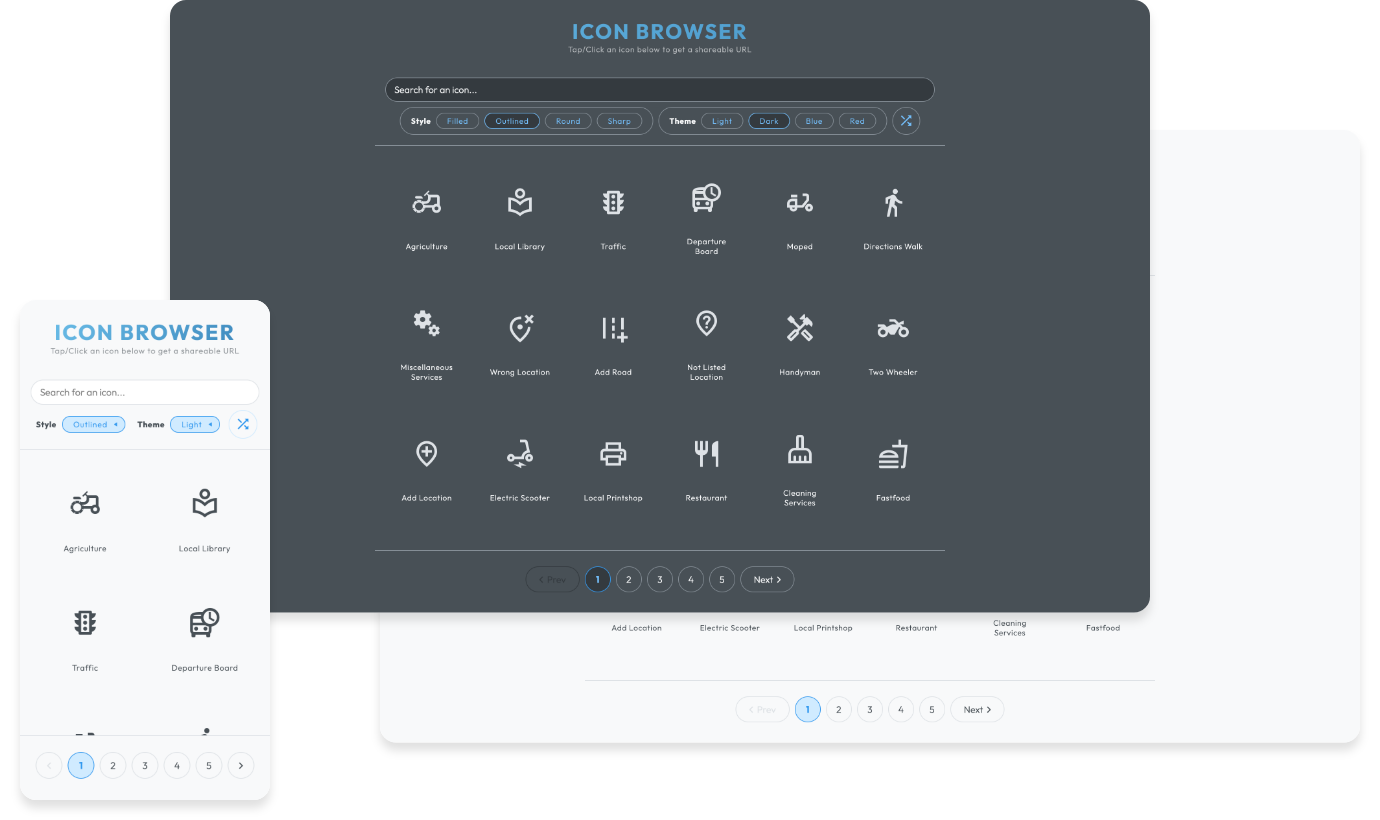 ICON BROWSER
Tap/Click an icon below to get a shareable URL
Search for an icon...
Style Filled Outlined Round Sharp Theme Light Dark Blue Red
Agriculture Local Library Traffic Departure Board Moped Directions Walk
Miscellaneous Services Wrong Location Add Road Not Listed Location Handyman Two Wheeler
Add Location Electric Scooter Local Printshop Restaurant Cleaning Services Fastfood
Prev 1 2 3 4 5 Next
ICON BROWSER
Tap/Click an icon below to get a shareable URL
Search for an icon...
Style Outlined Theme Light
Agriculture Local Library
Traffic Departure Board
1 2 3 4 5
Add Location Electric Scooter Local Printshop Restaurant Cleaning Services Fastfood
Prev 1 2 3 4 5 Next